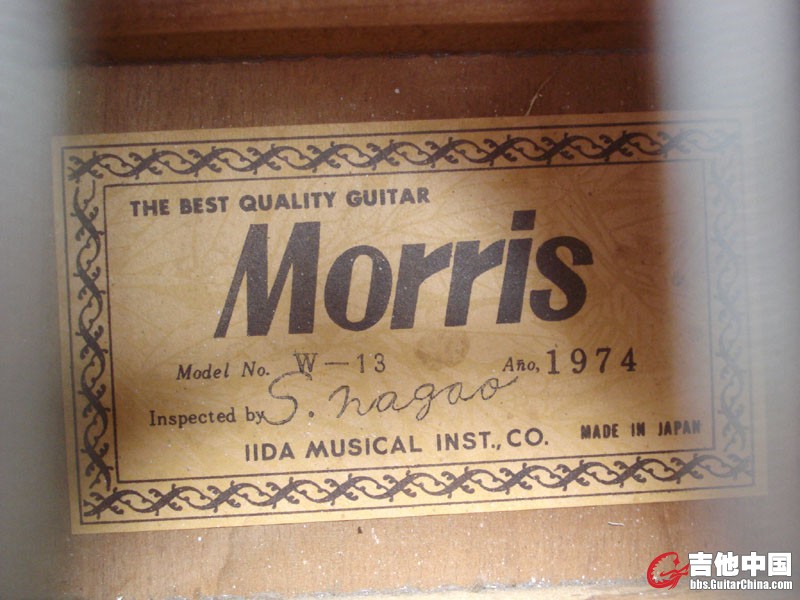 THE BEST QUALITY GUITAR
Morris
Model No. W-13 Año, 1974
Inspected by S. nagao
IIDA MUSICAL INST., CO. MADE IN JAPAN
吉他中国
bbs.GuitarChina.com